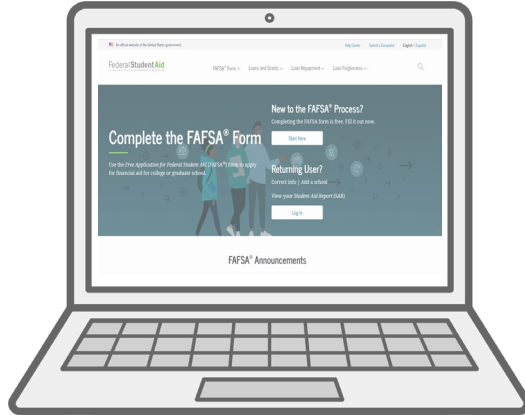 An official website of the United States government.
Help Center Submit a Complaint English | Español
Federal Student Aid
FAFSA® Form Loans and Grants Loan Repayment Loan Forgiveness
New to the FAFSA® Process?
Completing the FAFSA form is free. Fill it out now.
Start New
Complete the FAFSA® Form
Use the Free Application for Federal Student Aid (FAFSA®) form to apply
for financial aid for college or graduate school.
Returning User?
Correct info | Add a school
View your Student Aid Report (SAR)
Log In
FAFSA® Announcements